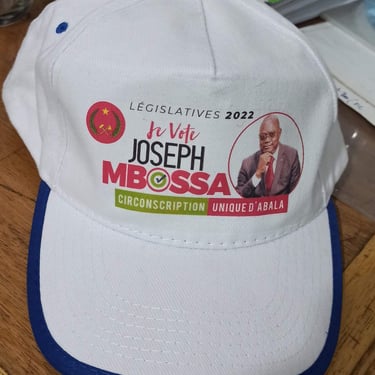 LÉGISLATIVES 2022
Je Vote
JOSEPH
MBOSSA
CIRCONSCRIPTION UNIQUE D'ABALA